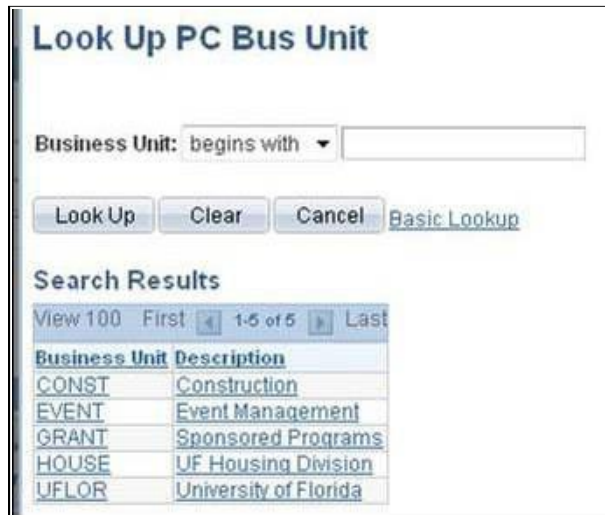 Look Up PC Bus Unit
Business Unit: begins with
Look Up Clear Cancel Basic Lookup
Search Results
View 100 First 1-5 of 5 Last
Business Unit Description
CONST Construction
EVENT Event Management
GRANT Sponsored Programs
HOUSE UF Housing Division
UFLOR University of Florida